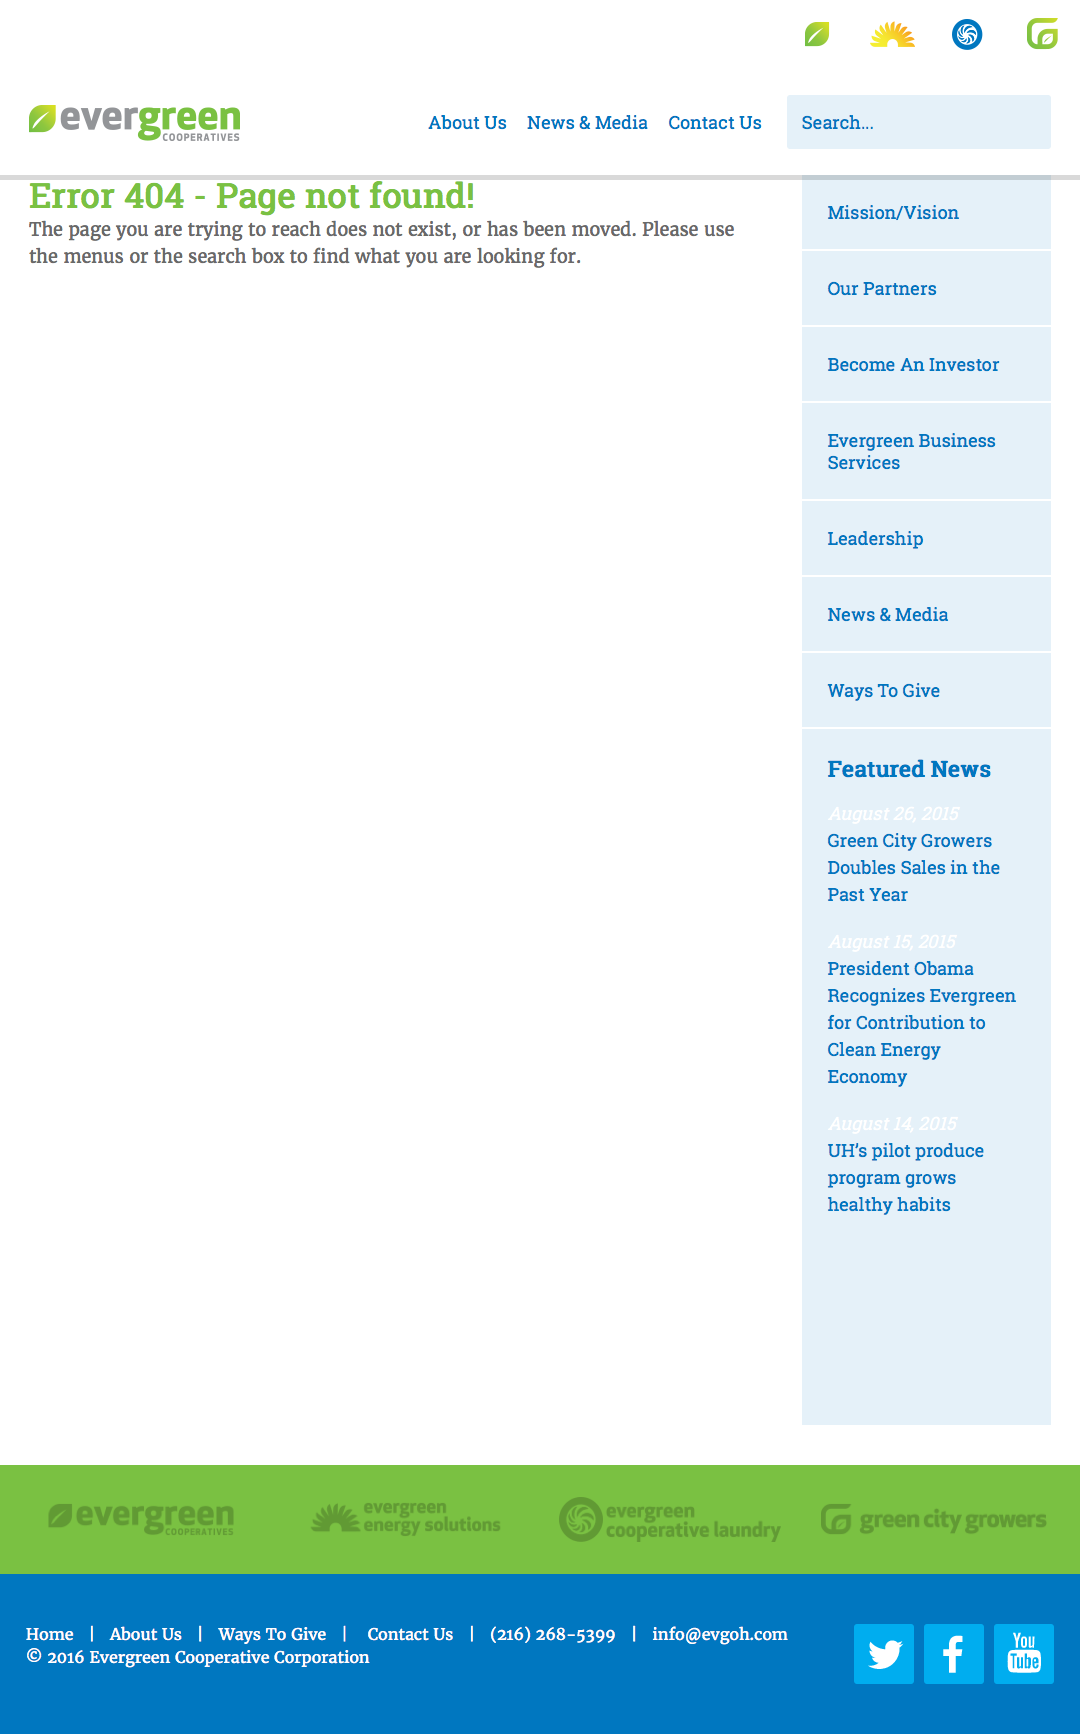 evergreen
COOPERATIVES
About Us News & Media Contact Us Search...
Error 404 - Page not found!
The page you are trying to reach does not exist, or has been moved. Please use
the menus or the search box to find what you are looking for.
Mission/Vision
Our Partners
Become An Investor
Evergreen Business
Services
Leadership
News & Media
Ways To Give
Featured News
August 26, 2015
Green City Growers
Doubles Sales in the
Past Year
August 15, 2015
President Obama
Recognizes Evergreen
for Contribution to
Clean Energy
Economy
August 14, 2015
UH's pilot produce
program grows
healthy habits
evergreen
COOPERATIVES
evergreen
energy solutions
evergreen
cooperative laundry
green city growers
Home | About Us | Ways To Give | Contact Us | (216) 268-5399 | info@evgoh.com
© 2016 Evergreen Cooperative Corporation
You
Tube